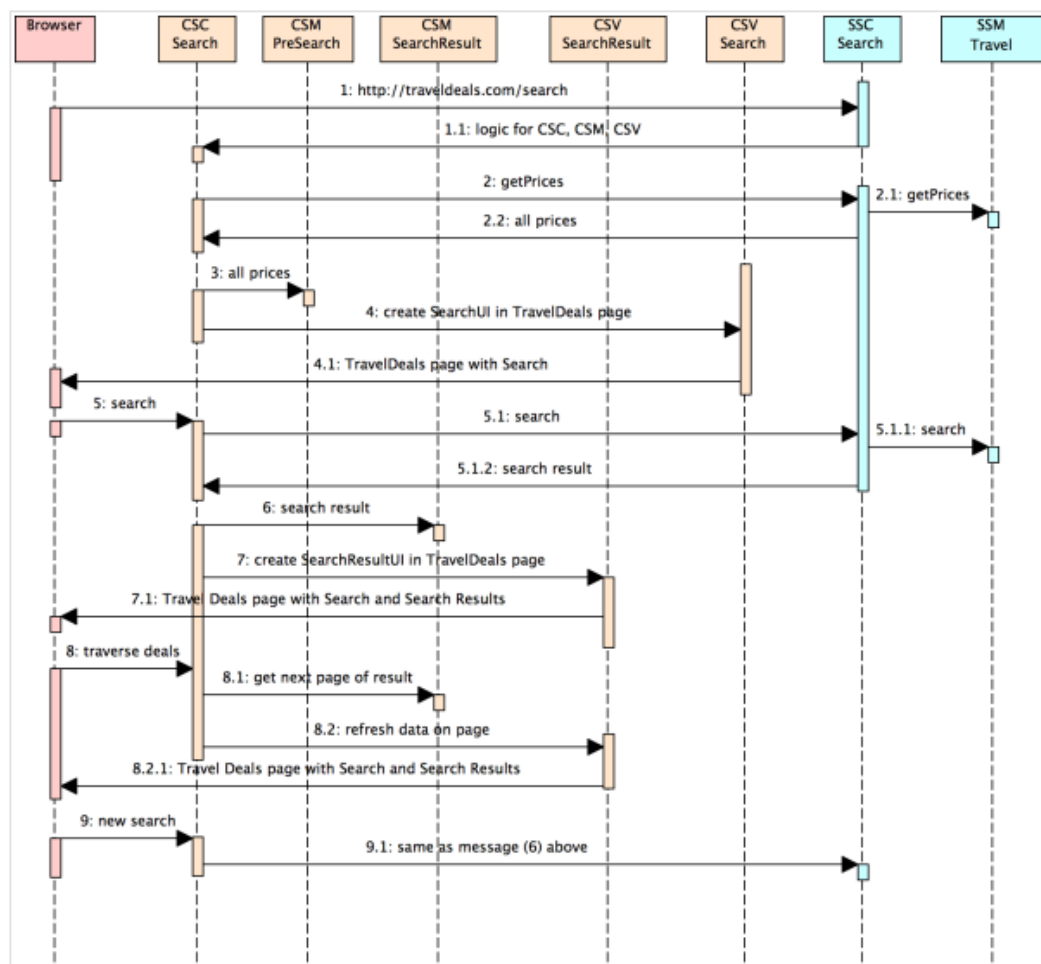 Browser
CSC
Search
CSM
PreSearch
CSM
SearchResult
CSV
SearchResult
CSV
Search
SSC
Search
SSM
Travel
1: http://traveldeals.com/search
1.1: logic for CSC, CSM, CSV
2: getPrices
2.1: getPrices
2.2: all prices
3: all prices
4: create SearchUI in TravelDeals page
4.1: TravelDeals page with Search
5: search
5.1: search
5.1.1: search
5.1.2: search result
6: search result
7: create SearchResultUI in TravelDeals page
7.1: Travel Deals page with Search and Search Results
8: traverse deals
8.1: get next page of result
8.2: refresh data on page
8.2.1: Travel Deals page with Search and Search Results
9: new search
9.1: same as message (6) above